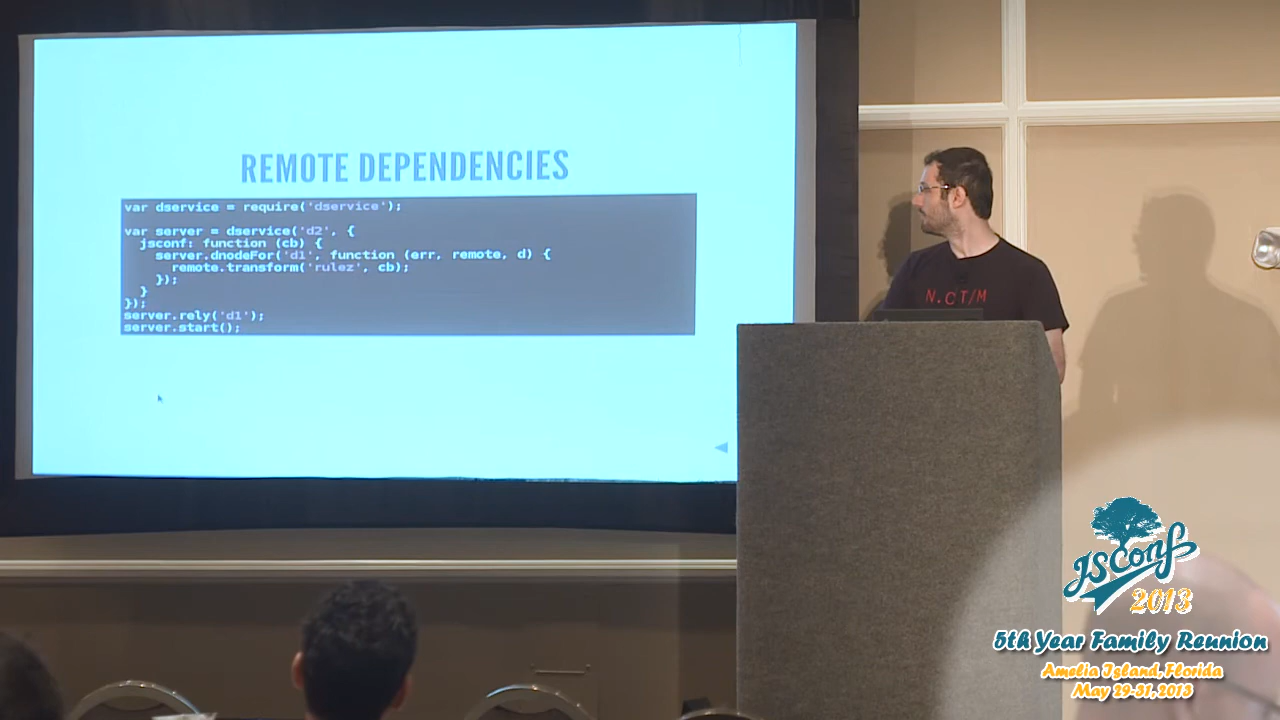 REMOTE DEPENDENCIES
var dservice = require('dservice');
var server = dservice('d2', {
jsconf: function (cb) {
server.dnodeFor('d1', function (err, remote, d) {
remote.transform('rulez', cb);
});
}
});
server.rely('d1');
server.start();
N.CT/M
JSConf
2013
5th Year Family Reunion
Amelia Island, Florida
May 29-31, 2013